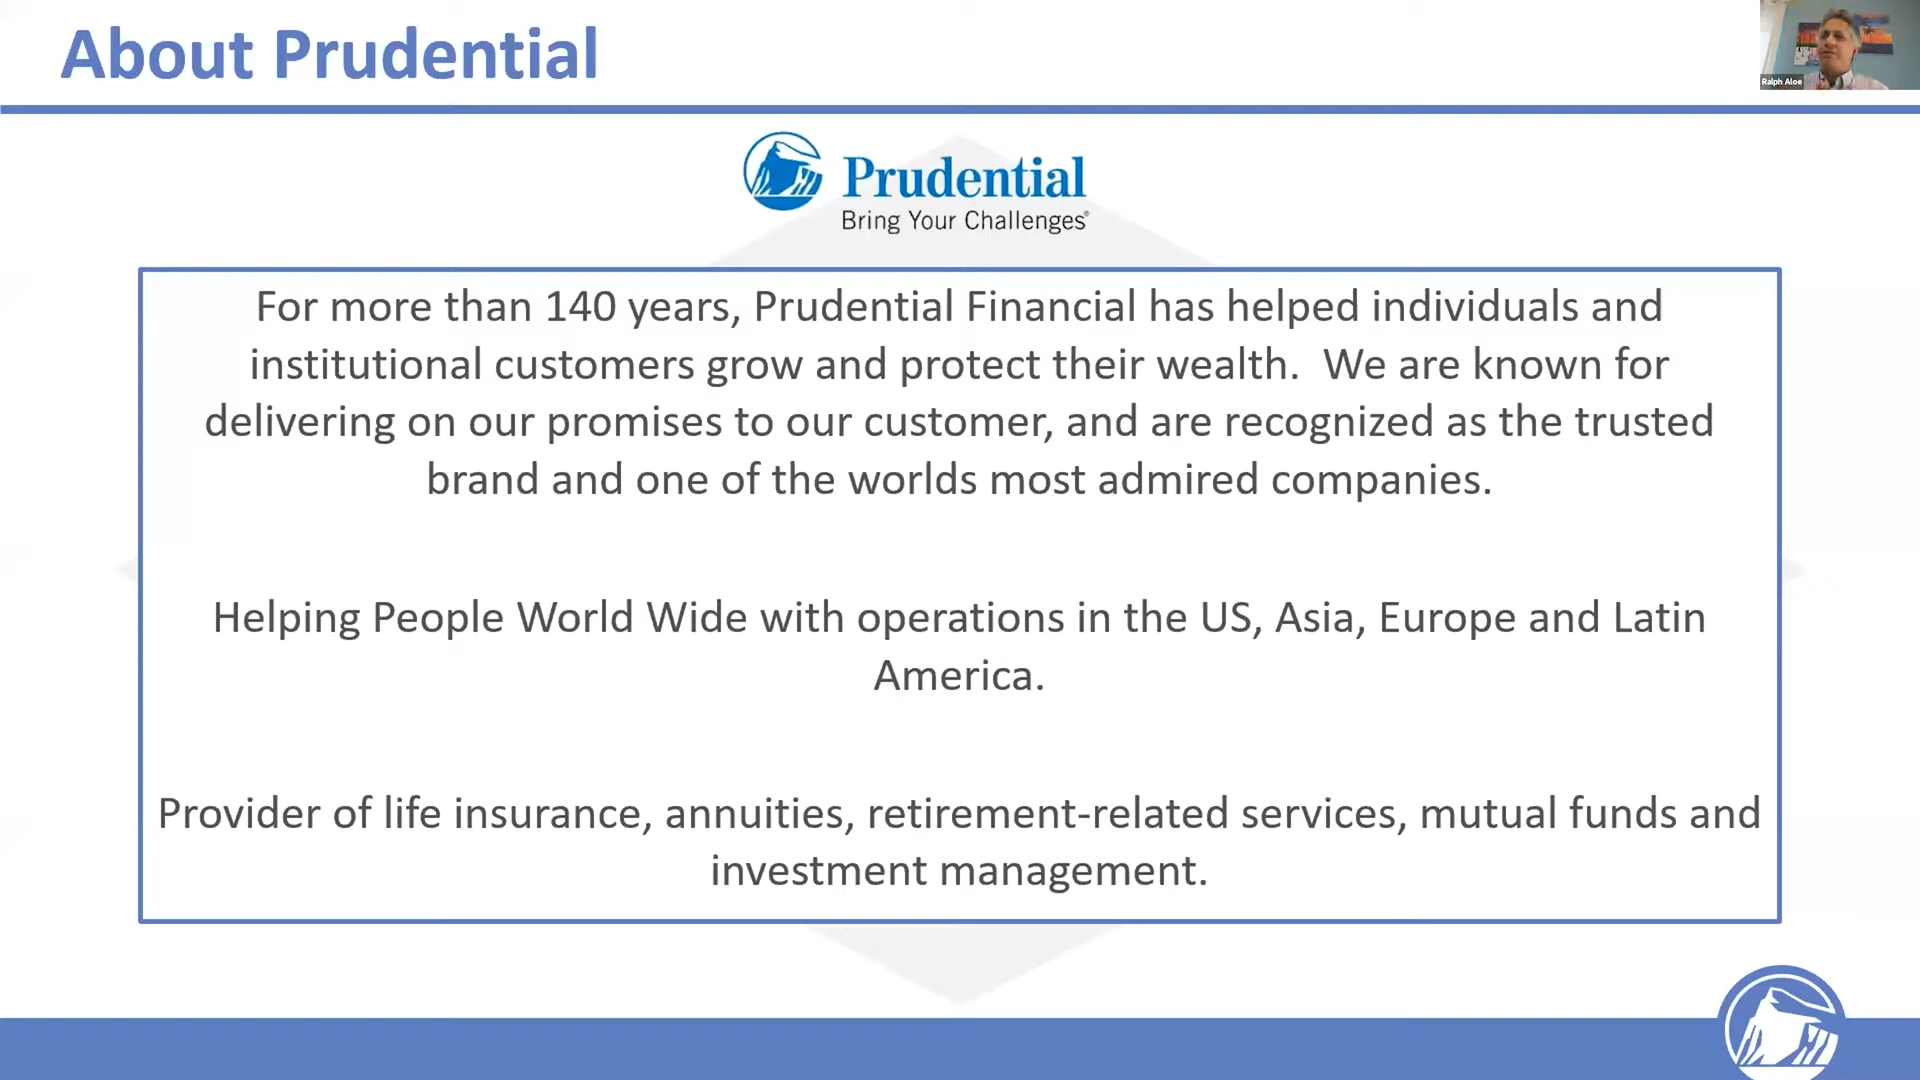 About Prudential
Ralph Aloe
Prudential
Bring Your Challenges®
For more than 140 years, Prudential Financial has helped individuals and
institutional customers grow and protect their wealth.  We are known for
delivering on our promises to our customer, and are recognized as the trusted
brand and one of the worlds most admired companies.
Helping People World Wide with operations in the US, Asia, Europe and Latin
America.
Provider of life insurance, annuities, retirement-related services, mutual funds and
investment management.